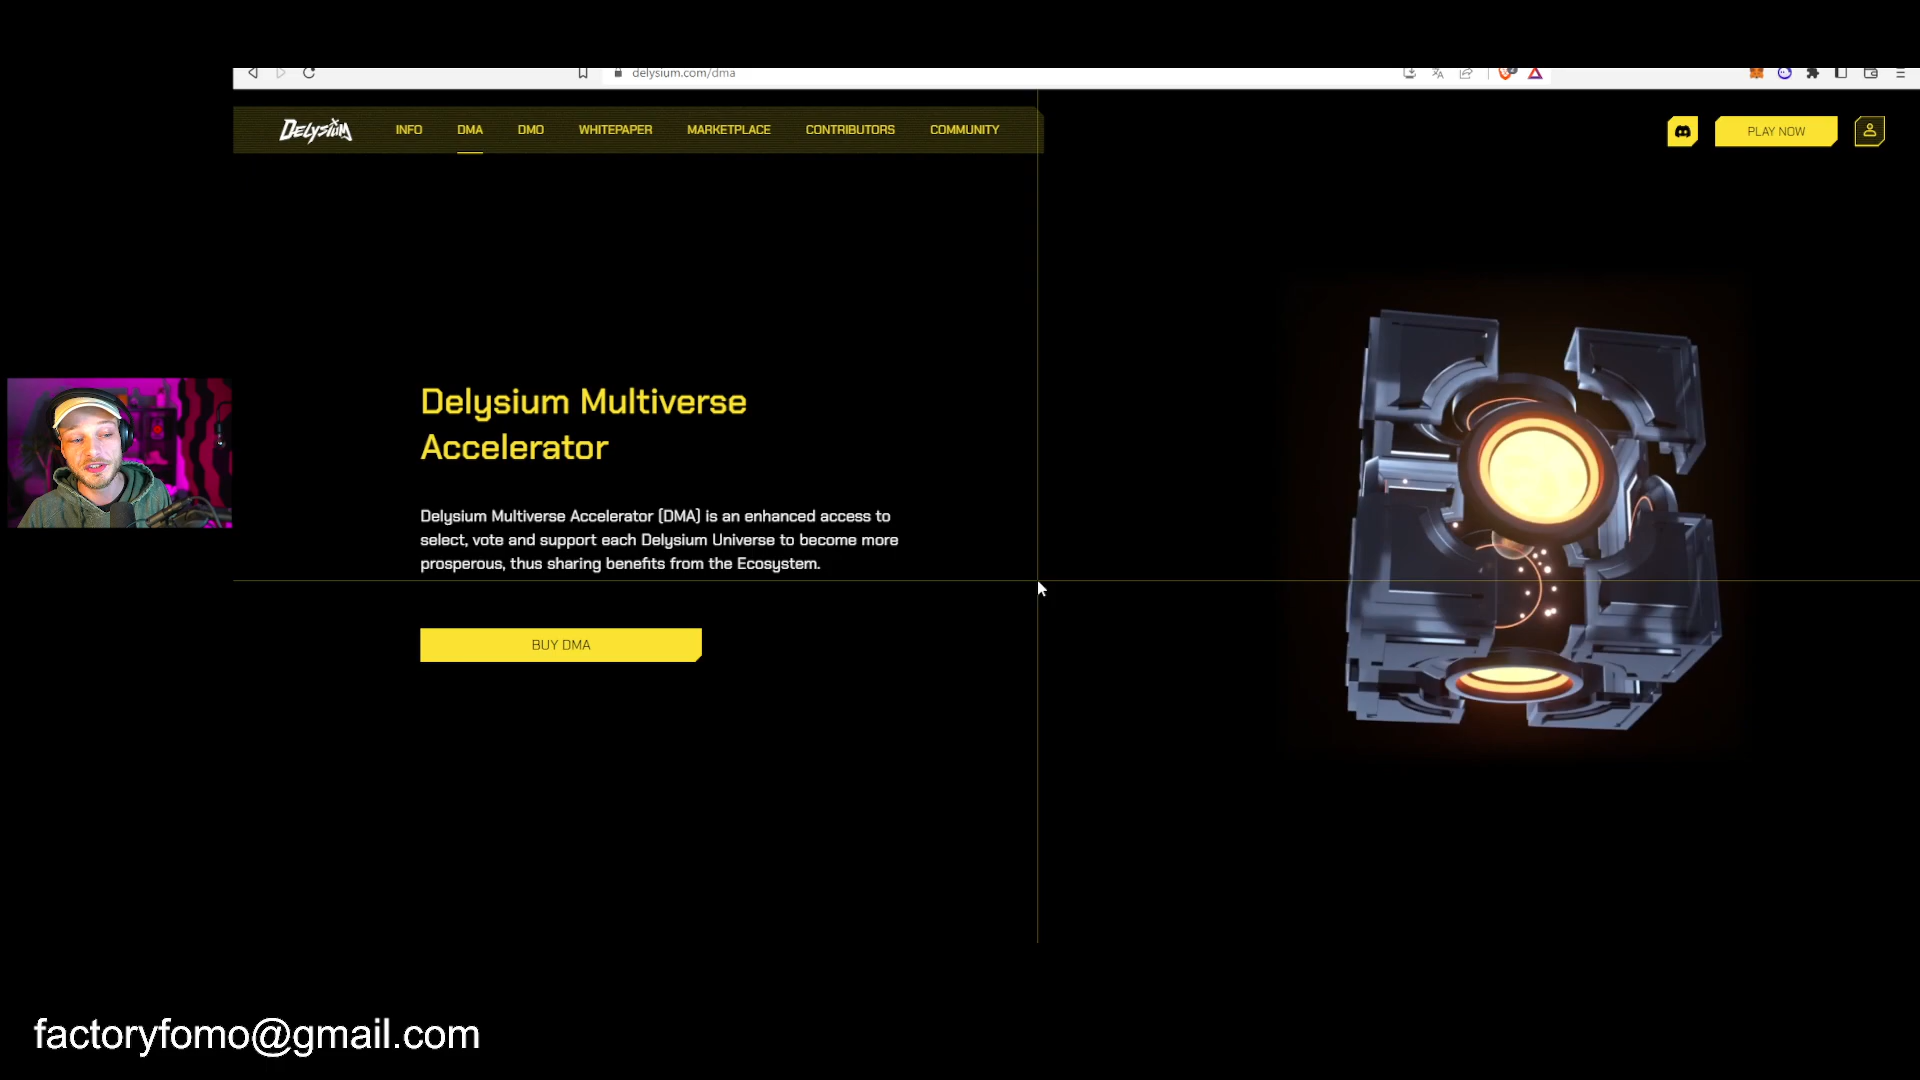 delysium.com/dma
DELYSIUM
INFO
DMA
DMO
WHITEPAPER
MARKETPLACE
CONTRIBUTORS
COMMUNITY
PLAY NOW
Delysium Multiverse
Accelerator
Delysium Multiverse Accelerator (DMA) is an enhanced access to
select, vote and support each Delysium Universe to become more
prosperous, thus sharing benefits from the Ecosystem.
BUY DMA
factoryfomo@gmail.com